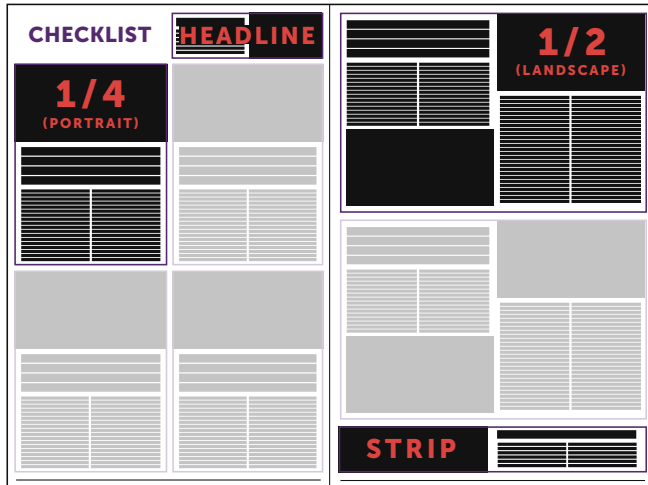 CHECKLIST
HEADLINE
1/4
(PORTRAIT)
1/2
(LANDSCAPE)
STRIP